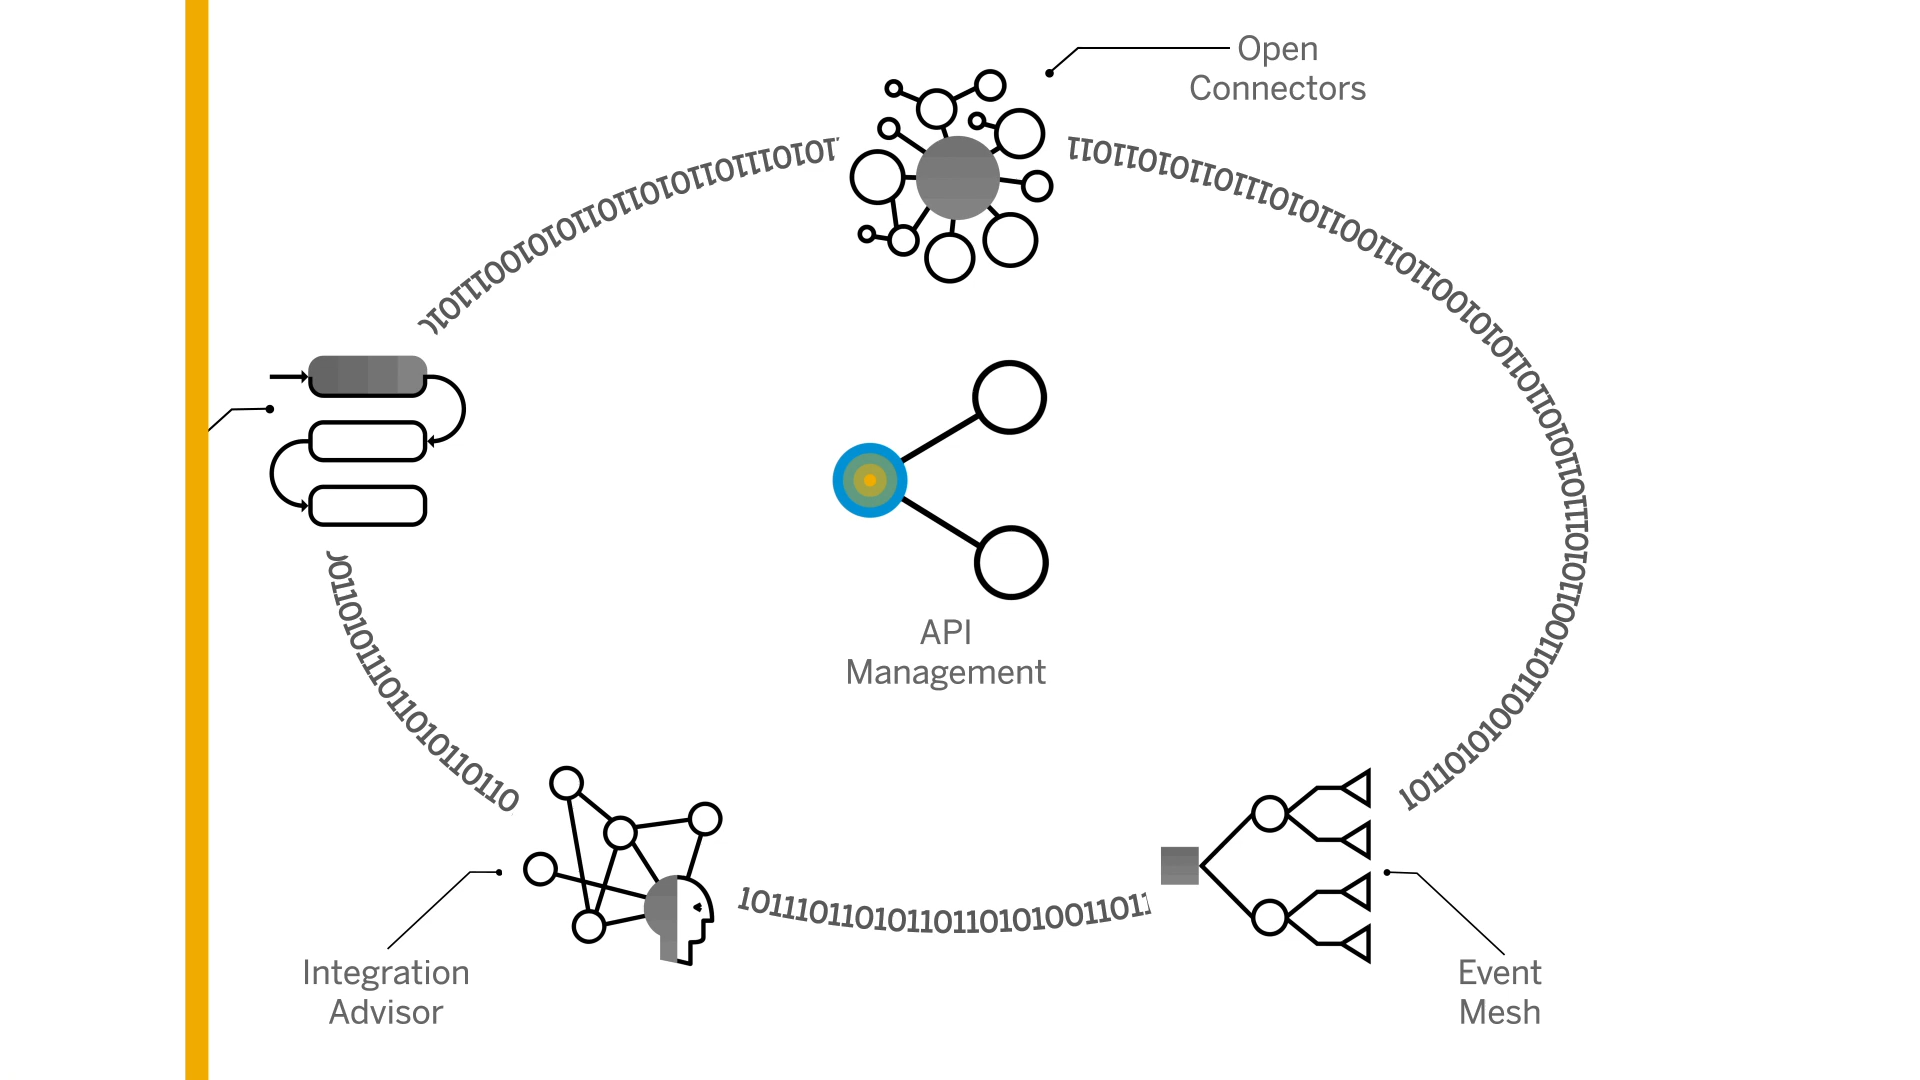 Open
Connectors
API
Management
Integration
Advisor
Event
Mesh